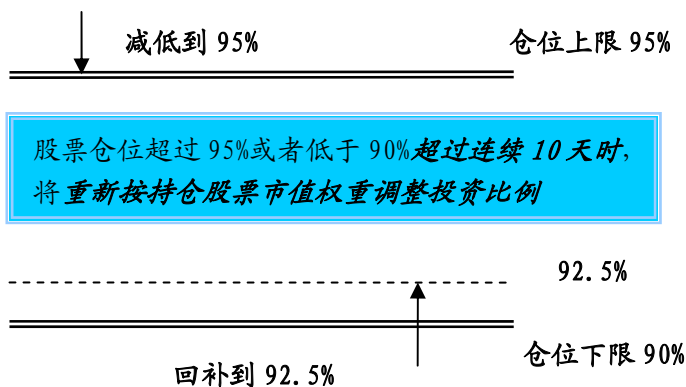 减低到 95%
仓位上限 95%
股票仓位超过 95%或者低于 90%超过连续 10 天时，
将重新按持仓股票市值权重调整投资比例
92.5%
仓位下限 90%
回补到 92.5%